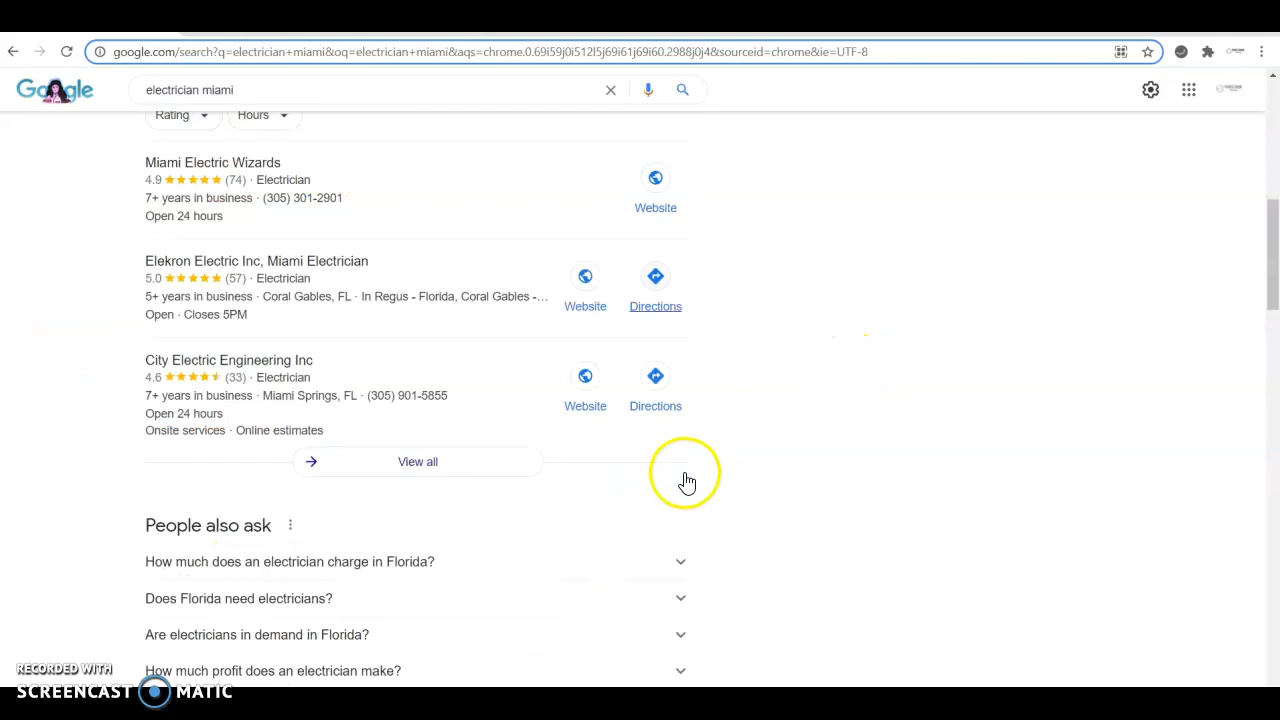 google.com/search?q=electrician+miami&oq=electrician+miami&aqs=chrome.0.69i59j0i512l5j69i61j69i60.2988j0j4&sourceid=chrome&ie=UTF-8
Google
electrician miami
Rating
Hours
Miami Electric Wizards
4.9 (74) · Electrician
7+ years in business · (305) 301-2901
Open 24 hours
Website
Elekron Electric Inc, Miami Electrician
5.0 (57) · Electrician
5+ years in business · Coral Gables, FL · In Regus - Florida, Coral Gables -...
Open · Closes 5PM
Website
Directions
City Electric Engineering Inc
4.6 (33) · Electrician
7+ years in business · Miami Springs, FL · (305) 901-5855
Open 24 hours
Onsite services · Online estimates
Website
Directions
View all
People also ask
How much does an electrician charge in Florida?
Does Florida need electricians?
Are electricians in demand in Florida?
How much profit does an electrician make?
RECORDED WITH
SCREENCAST MATIC